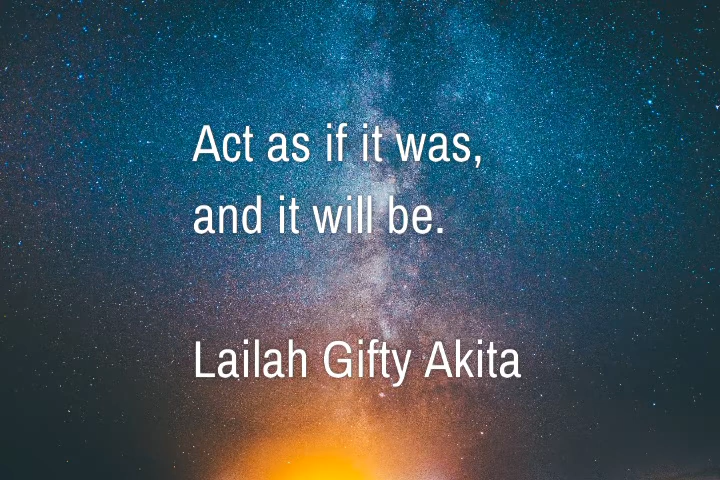 Act as if it was,
and it will be.
Lailah Gifty Akita